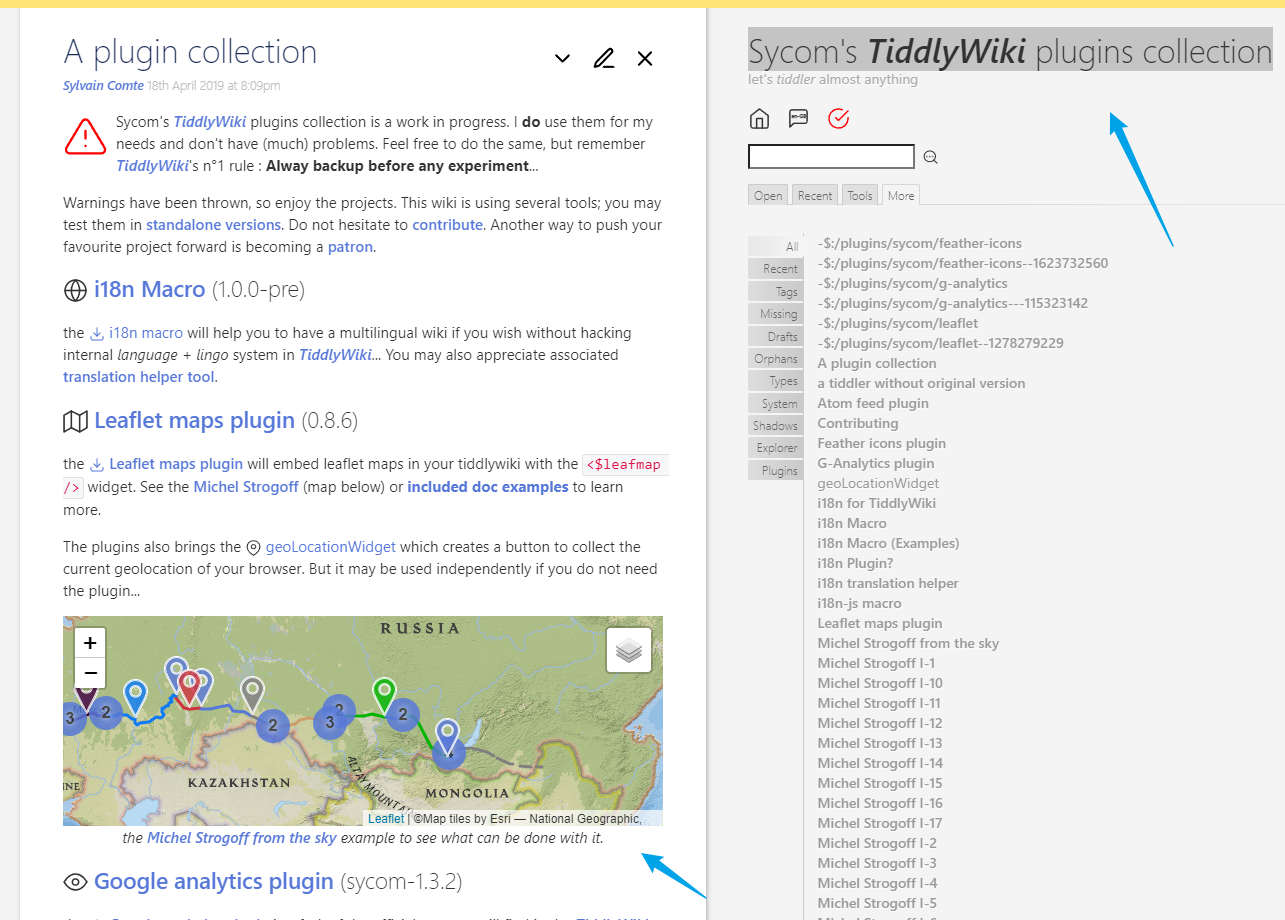 A plugin collection
Sylvain Comte 18th April 2019 at 8:09pm
Sycom's TiddlyWiki plugins collection is a work in progress. I do use them for my
needs and don't have (much) problems. Feel free to do the same, but remember
TiddlyWiki's n°1 rule : Alway backup before any experiment...
Warnings have been thrown, so enjoy the projects. This wiki is using several tools; you may
test them in standalone versions. Do not hesitate to contribute. Another way to push your
favourite project forward is becoming a patron.
i18n Macro (1.0.0-pre)
the i18n macro will help you to have a multilingual wiki if you wish without hacking
internal language + lingo system in TiddlyWiki... You may also appreciate associated
translation helper tool.
Leaflet maps plugin (0.8.6)
the Leaflet maps plugin will embed leaflet maps in your tiddlywiki with the <$leafmap
/> widget. See the Michel Strogoff (map below) or included doc examples to learn
more.
The plugins also brings the geoLocationWidget which creates a button to collect the
current geolocation of your browser. But it may be used independently if you do not need
the plugin...
RUSSIA
+
−
3
2
2
3
2
2
KAZAKHSTAN
ALTAY MOUNTAI
MONGOLIA
INE
Leaflet | ©Map tiles by Esri — National Geographic,
the Michel Strogoff from the sky example to see what can be done with it.
Google analytics plugin (sycom-1.3.2)
Sycom's TiddlyWiki plugins collection
let's tiddler almost anything
en-GB
Open Recent Tools More
All
Recent
Tags
Missing
Drafts
Orphans
Types
System
Shadows
Explorer
Plugins
-$:/plugins/sycom/feather-icons
-$:/plugins/sycom/feather-icons--1623732560
-$:/plugins/sycom/g-analytics
-$:/plugins/sycom/g-analytics---115323142
-$:/plugins/sycom/leaflet
-$:/plugins/sycom/leaflet--1278279229
A plugin collection
a tiddler without original version
Atom feed plugin
Contributing
Feather icons plugin
G-Analytics plugin
geoLocationWidget
i18n for TiddlyWiki
i18n Macro
i18n Macro (Examples)
i18n Plugin?
i18n translation helper
i18n-js macro
Leaflet maps plugin
Michel Strogoff from the sky
Michel Strogoff I-1
Michel Strogoff I-10
Michel Strogoff I-11
Michel Strogoff I-12
Michel Strogoff I-13
Michel Strogoff I-14
Michel Strogoff I-15
Michel Strogoff I-16
Michel Strogoff I-17
Michel Strogoff I-2
Michel Strogoff I-3
Michel Strogoff I-4
Michel Strogoff I-5